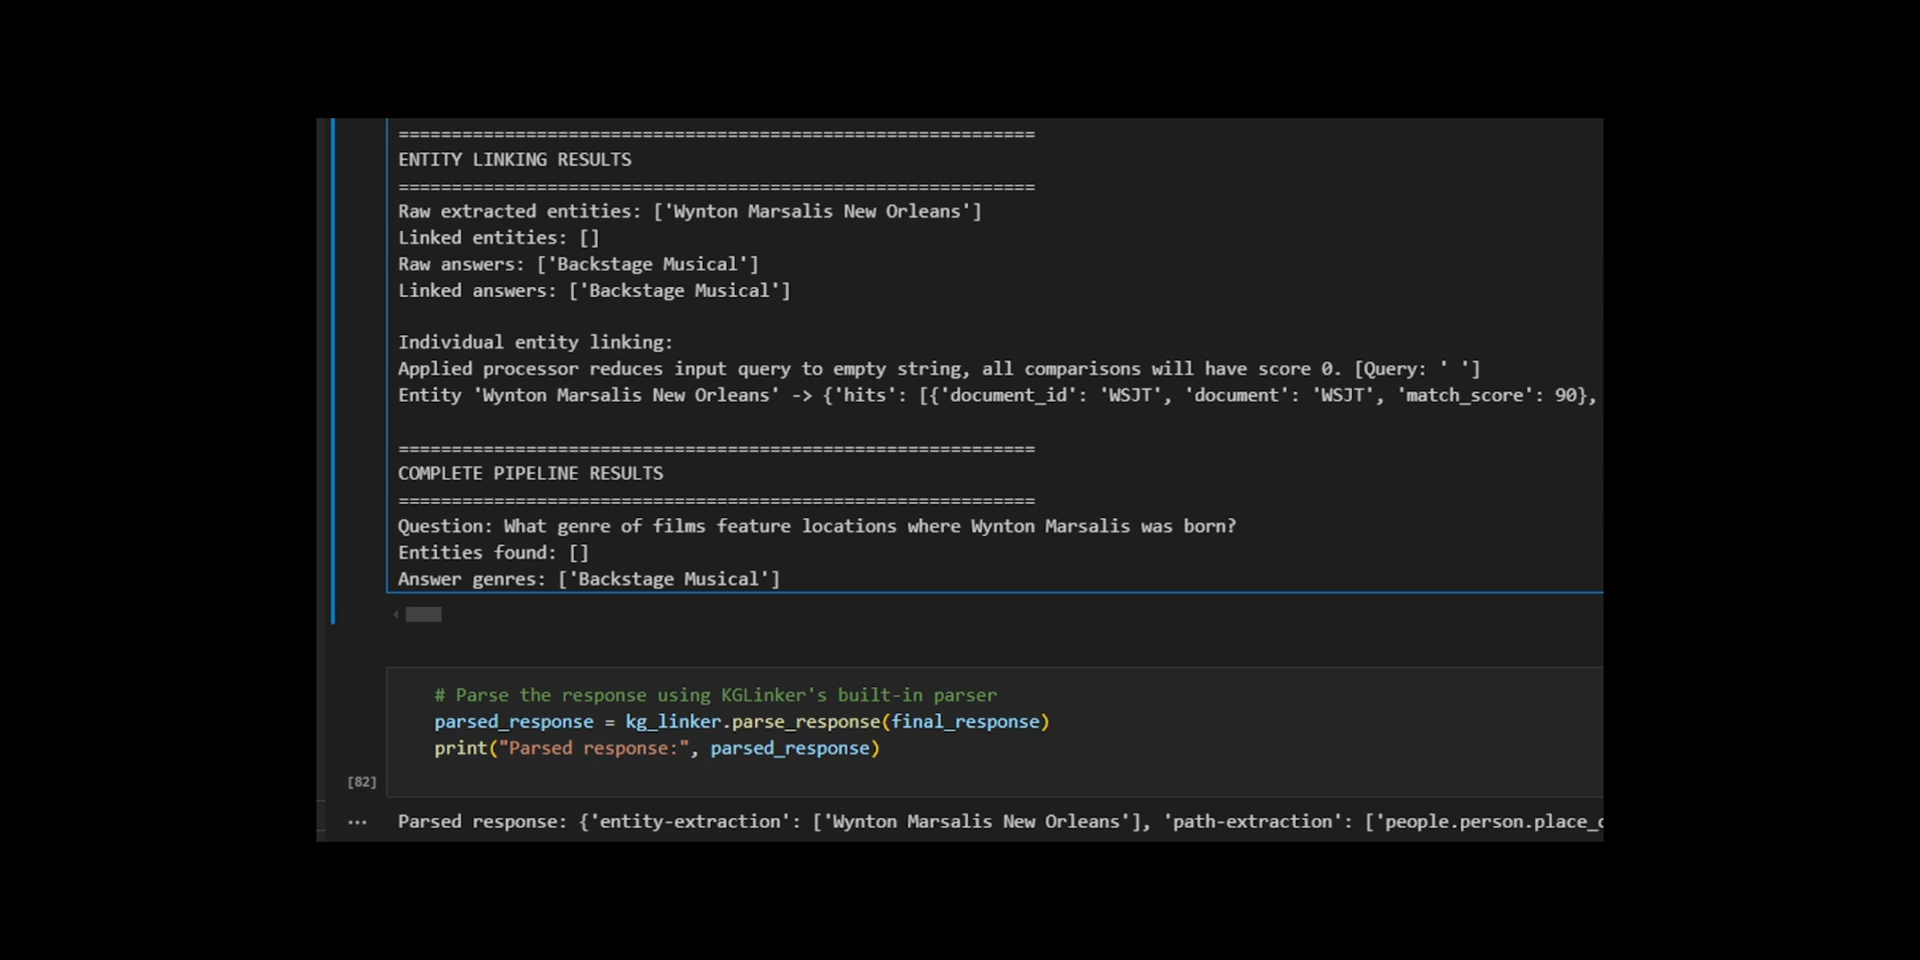 ============================================================
ENTITY LINKING RESULTS
============================================================
Raw extracted entities: ['Wynton Marsalis New Orleans']
Linked entities: []
Raw answers: ['Backstage Musical']
Linked answers: ['Backstage Musical']
Individual entity linking:
Applied processor reduces input query to empty string, all comparisons will have score 0. [Query: ' ']
Entity 'Wynton Marsalis New Orleans' -> {'hits': [{'document_id': 'WSJT', 'document': 'WSJT', 'match_score': 90},
============================================================
COMPLETE PIPELINE RESULTS
============================================================
Question: What genre of films feature locations where Wynton Marsalis was born?
Entities found: []
Answer genres: ['Backstage Musical']
# Parse the response using KGLinker's built-in parser
parsed_response = kg_linker.parse_response(final_response)
print("Parsed response:", parsed_response)
[82]
... Parsed response: {'entity-extraction': ['Wynton Marsalis New Orleans'], 'path-extraction': ['people.person.place_